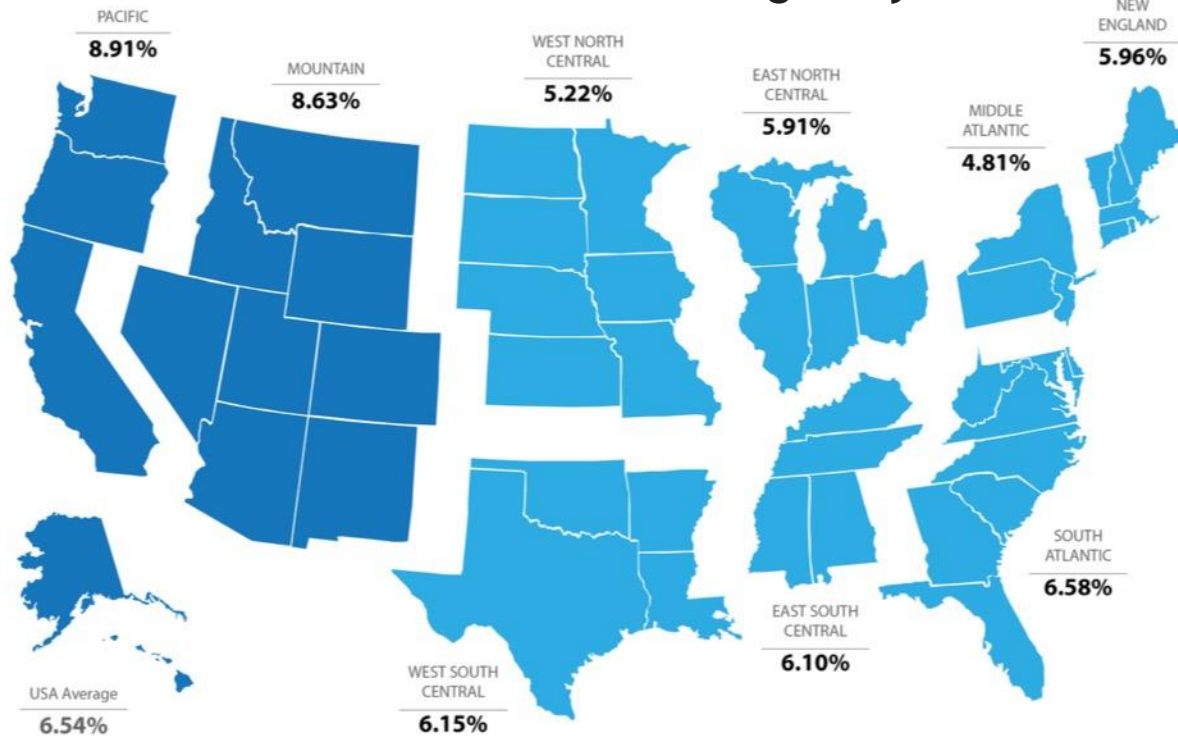 PACIFIC
8.91%
MOUNTAIN
8.63%
WEST NORTH
CENTRAL
5.22%
EAST NORTH
CENTRAL
5.91%
MIDDLE
ATLANTIC
4.81%
NEW
ENGLAND
5.96%
SOUTH
ATLANTIC
6.58%
EAST SOUTH
CENTRAL
6.10%
WEST SOUTH
CENTRAL
6.15%
USA Average
6.54%